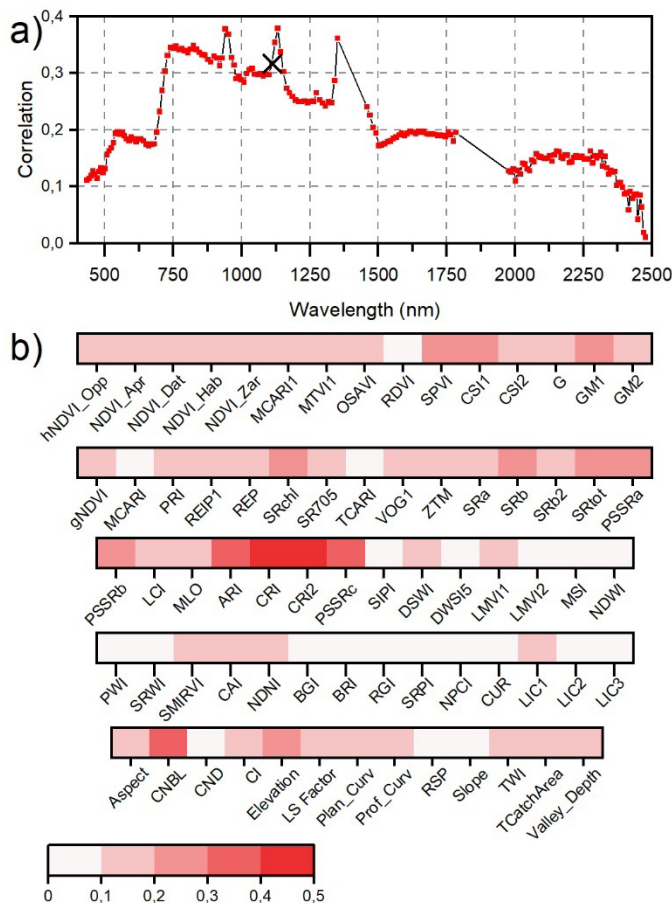 a)
0,4
0,3
0,2
0,1
0,0
Correlation
500 750 1000 1250 1500 1750 2000 2250 2500
Wavelength (nm)
b)
hNDVI_Opp NDVI_Apr NDVI_Dat NDVI_Hab NDVI_Zar MCARI1 MTVI1 OSAVI RDVI SPVI CSI1 CSI2 G GM1 GM2
gNDVI MCARI PRI REIP1 REP SRchl SR705 TCARI VOG1 ZTM SRa SRb SRb2 SRtot PSSRa
PSSRb LCI MLO ARI CRI CRI2 PSSRc SIPI DSWI DWSI5 LMVI1 LMVI2 MSI NDWI
PWI SRWI SMIRVI CAI NDNI BGI BRI RGI SRPI NPCI CUR LIC1 LIC2 LIC3
Aspect CNBL CND CI Elevation LS Factor Plan_Curv Prof_Curv RSP Slope TWI TCatchArea Valley_Depth
0 0,1 0,2 0,3 0,4 0,5